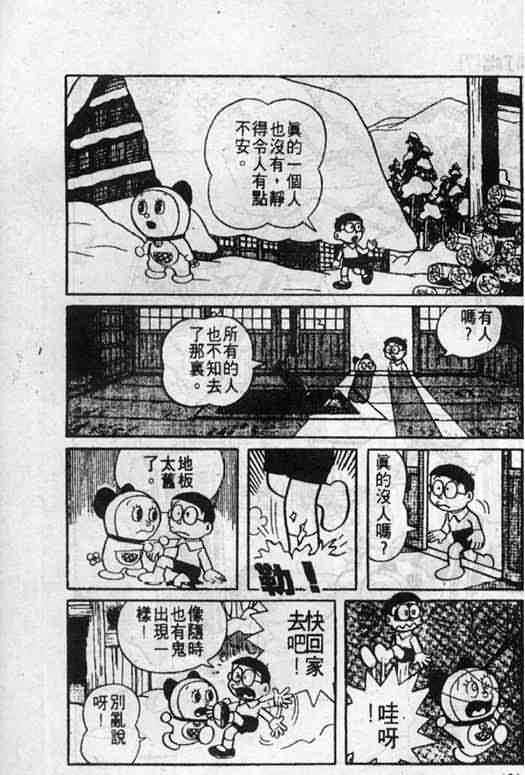 真的一個人
也沒有，靜
得令人有點
不安。
有人
嗎？
所有的人
也不知去
了那裏。
真的沒人嗎？
勒！
地板
太舊
了。
哇呀
！
快回家
去吧！
像隨時
也有鬼
出現一
樣！
別亂說
呀！